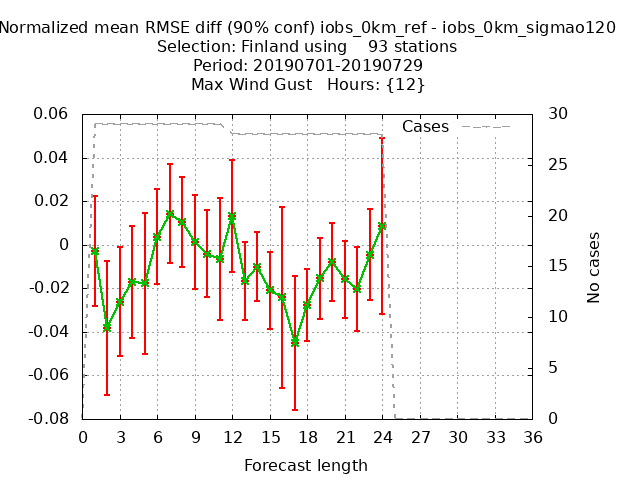 Normalized mean RMSE diff (90% conf) iobs_0km_ref - iobs_0km_sigmao120
Selection: Finland using    93 stations
Period: 20190701-20190729
Max Wind Gust   Hours: {12}
Cases
0.06
0.04
0.02
0
-0.02
-0.04
-0.06
-0.08
30
25
20
15
10
5
0
No cases
0 3 6 9 12 15 18 21 24 27 30 33 36
Forecast length